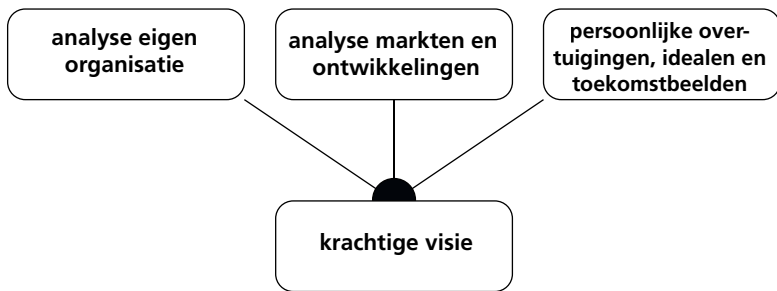 analyse eigen
organisatie
analyse markten en
ontwikkelingen
persoonlijke over-
tuigingen, idealen en
toekomstbeelden
krachtige visie